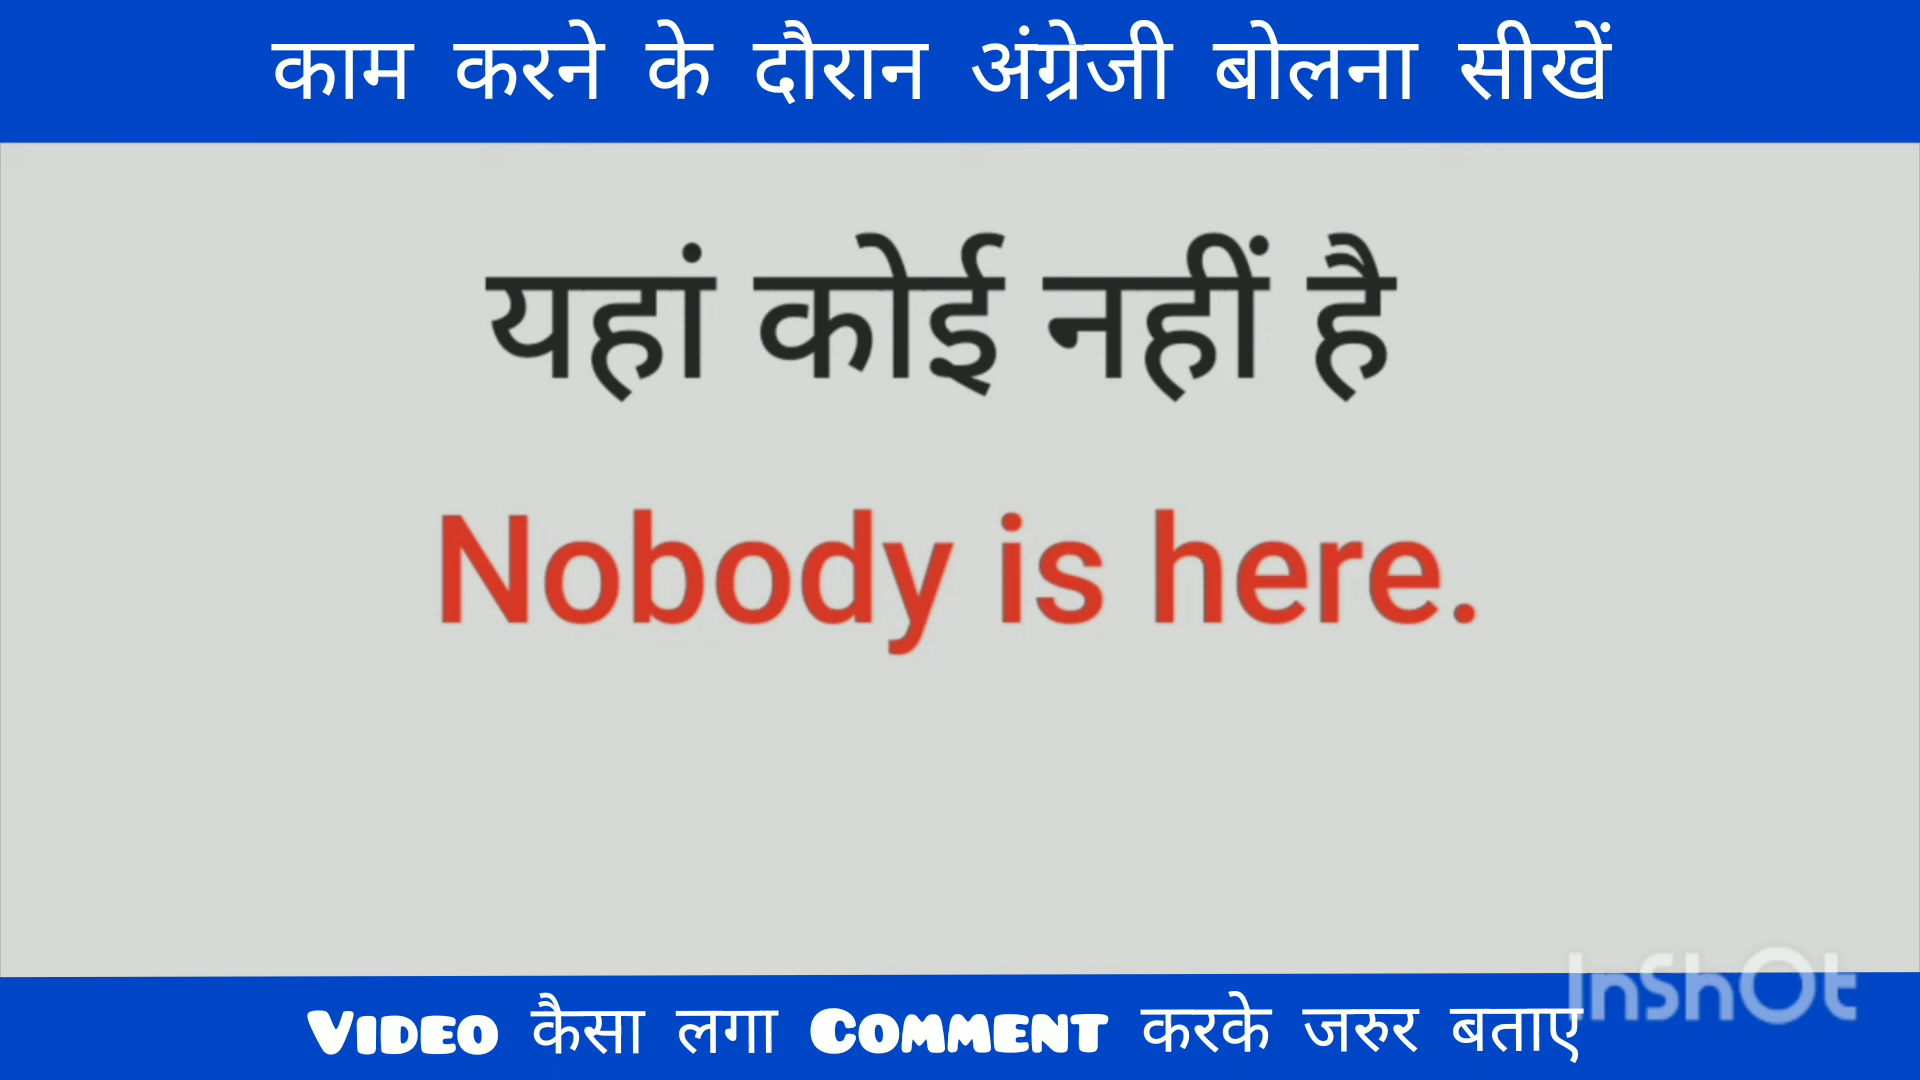 काम करने के दौरान अंग्रेजी बोलना सीखें
यहां कोई नहीं है
Nobody is here.
InShOt
VIDEO कैसा लगा COMMENT करके जरुर बताए